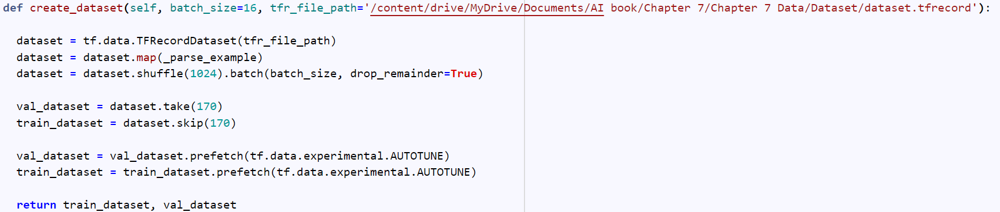 def create_dataset(self, batch_size=16, tfr_file_path='/content/drive/MyDrive/Documents/AI book/Chapter 7/Chapter 7 Data/Dataset/dataset.tfrecord'):
dataset = tf.data.TFRecordDataset(tfr_file_path)
dataset = dataset.map(_parse_example)
dataset = dataset.shuffle(1024).batch(batch_size, drop_remainder=True)
val_dataset = dataset.take(170)
train_dataset = dataset.skip(170)
val_dataset = val_dataset.prefetch(tf.data.experimental.AUTOTUNE)
train_dataset = train_dataset.prefetch(tf.data.experimental.AUTOTUNE)
return train_dataset, val_dataset